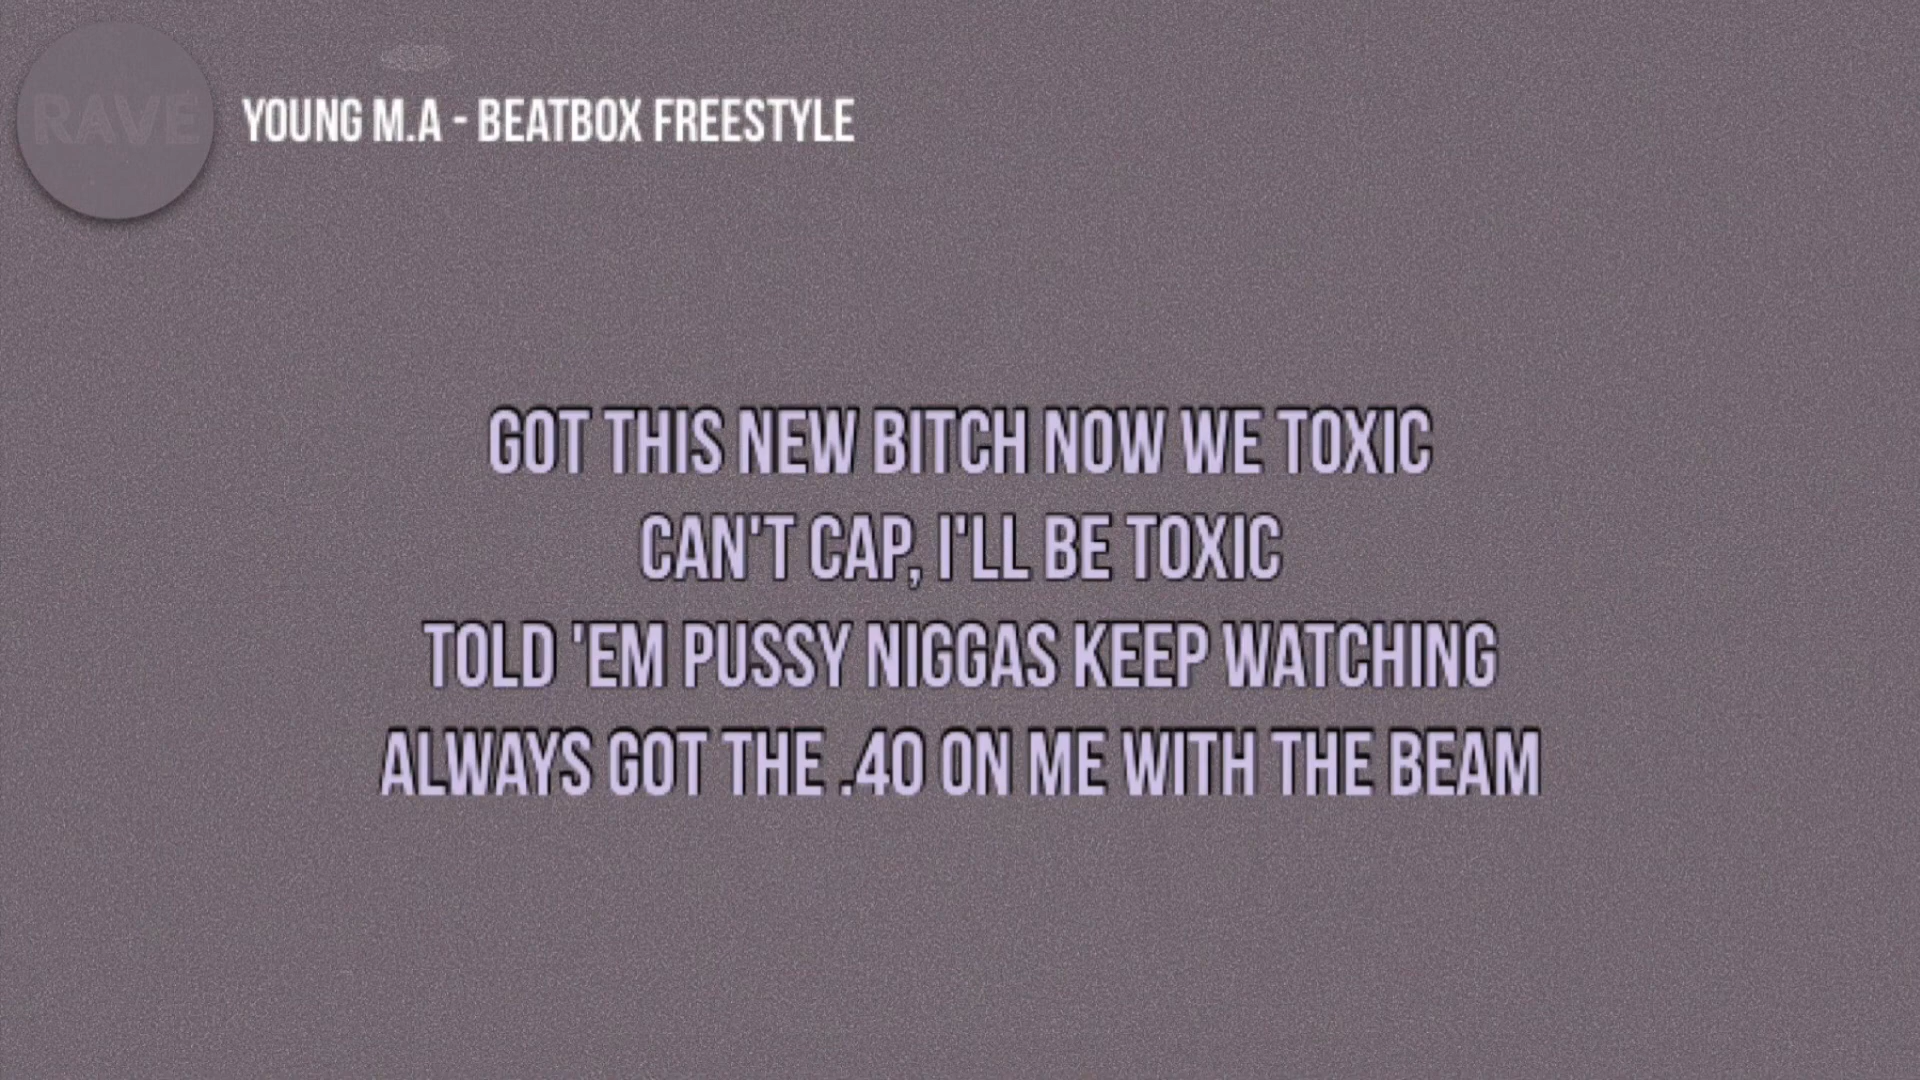 RAVE
YOUNG M.A - BEATBOX FREESTYLE
GOT THIS NEW BITCH NOW WE TOXIC
CAN'T CAP, I'LL BE TOXIC
TOLD 'EM PUSSY NIGGAS KEEP WATCHING
ALWAYS GOT THE .40 ON ME WITH THE BEAM